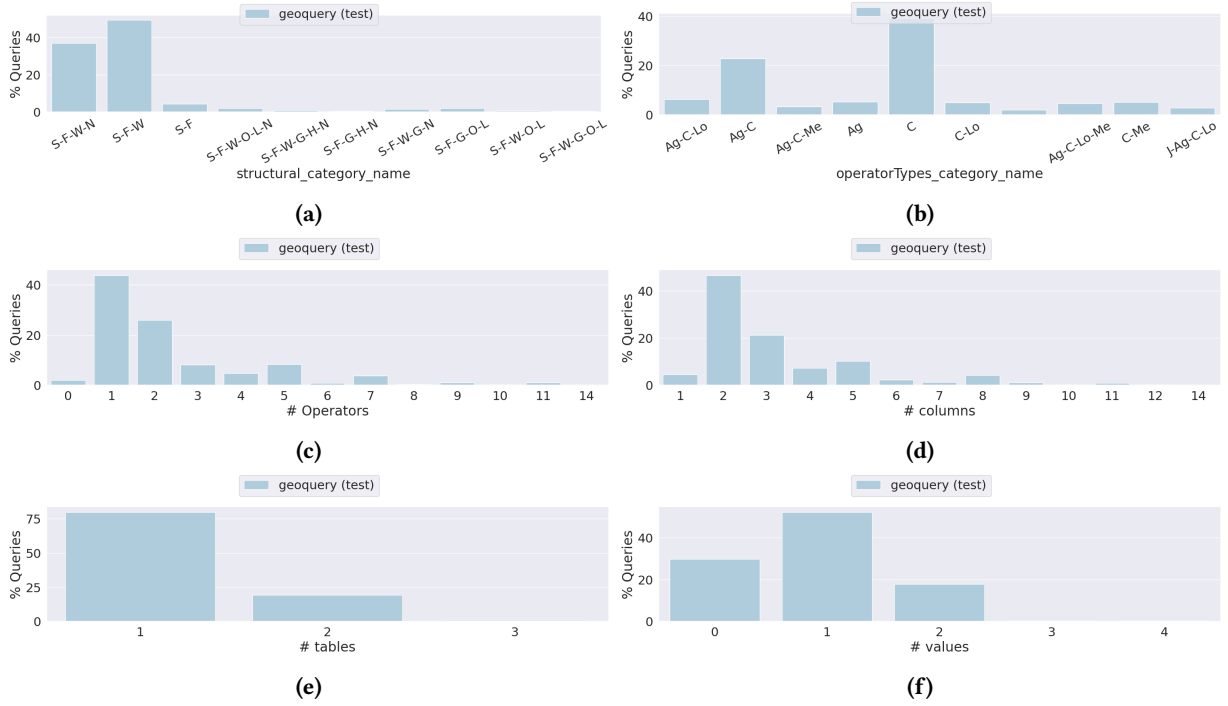 geoquery (test)
% Queries
40
20
0
S-F-W-N
S-F-W
S-F
S-F-W-O-L-N
S-F-W-G-H-N
S-F-G-H-N
S-F-W-G-N
S-F-G-O-L
S-F-W-O-L
S-F-W-G-O-L
structural_category_name
(a)
geoquery (test)
% Queries
40
20
0
Ag-C-Lo
Ag-C
Ag-C-Me
Ag
C
C-Lo
Ag-C-Lo-Me
C-Me
J-Ag-C-Lo
operatorTypes_category_name
(b)
geoquery (test)
% Queries
40
20
0
0 1 2 3 4 5 6 7 8 9 10 11 14
# Operators
(c)
geoquery (test)
% Queries
40
20
0
1 2 3 4 5 6 7 8 9 10 11 12 14
# columns
(d)
geoquery (test)
% Queries
75
50
25
0
1 2 3
# tables
(e)
geoquery (test)
% Queries
40
20
0
0 1 2 3 4
# values
(f)